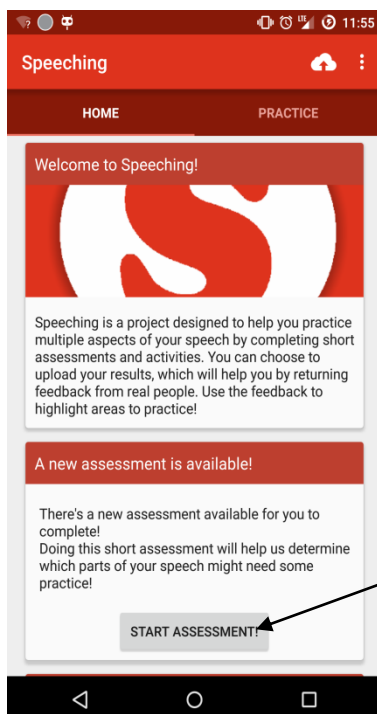 11:55
Speeching
HOME PRACTICE
Welcome to Speeching!
Speeching is a project designed to help you practice
multiple aspects of your speech by completing short
assessments and activities. You can choose to
upload your results, which will help you by returning
feedback from real people. Use the feedback to
highlight areas to practice!
A new assessment is available!
There's a new assessment available for you to
complete!
Doing this short assessment will help us determine
which parts of your speech might need some
practice!
START ASSESSMENT!